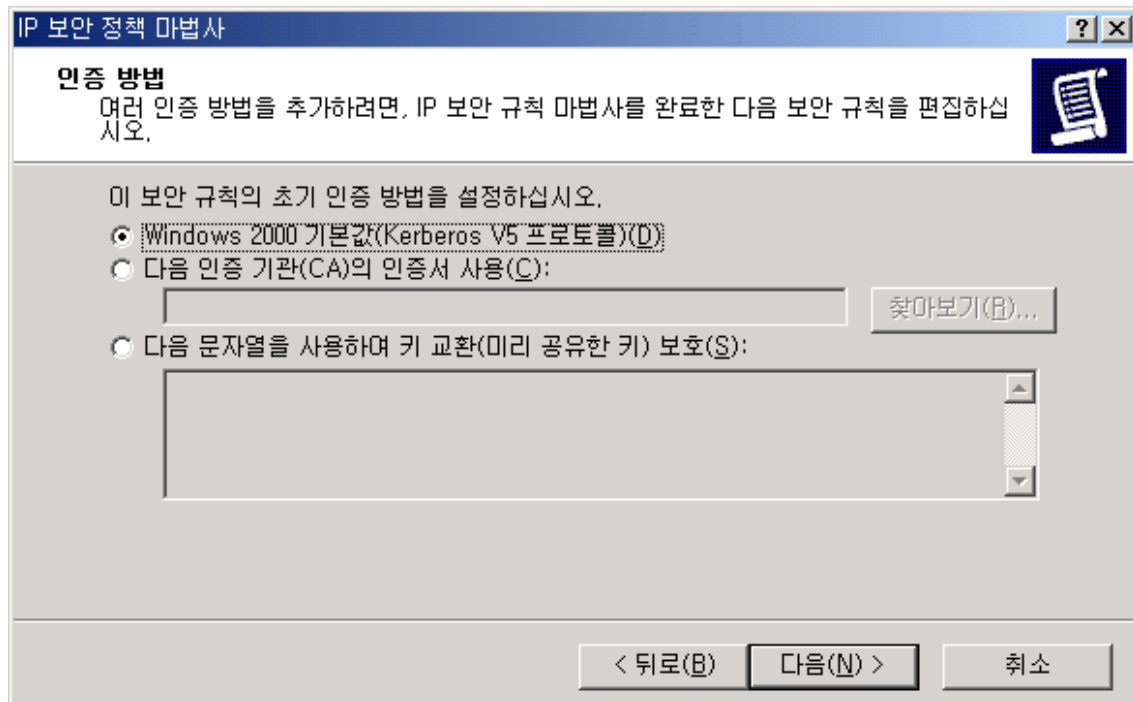 IP 보안 정책 마법사
인증 방법
여러 인증 방법을 추가하려면, IP 보안 규칙 마법사를 완료한 다음 보안 규칙을 편집하십
시오.
이 보안 규칙의 초기 인증 방법을 설정하십시오.
Windows 2000 기본값(Kerberos V5 프로토콜)(D)
다음 인증 기관(CA)의 인증서 사용(C):
찾아보기(R)...
다음 문자열을 사용하여 키 교환(미리 공유한 키) 보호(S):
< 뒤로(B)
다음(N) >
취소